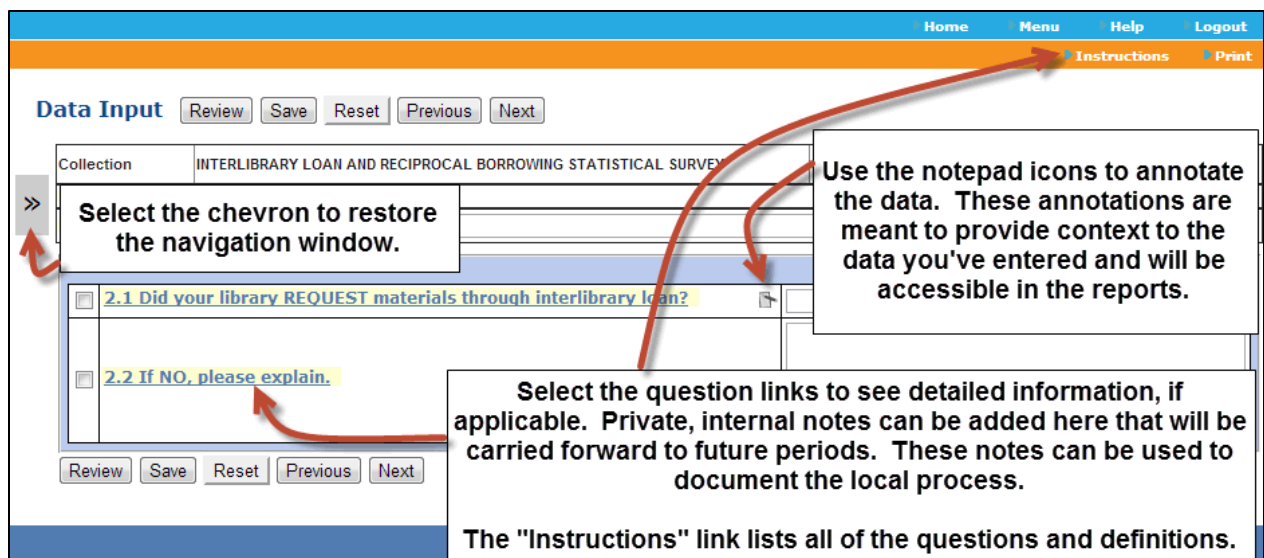 Home Menu Help Logout
Instructions Print
Data Input Review Save Reset Previous Next
Collection INTERLIBRARY LOAN AND RECIPROCAL BORROWING STATISTICAL SURVEY
»
Select the chevron to restore
the navigation window.
Use the notepad icons to annotate
the data. These annotations are
meant to provide context to the
data you've entered and will be
accessible in the reports.
2.1 Did your library REQUEST materials through interlibrary loan?
2.2 If NO, please explain.
Select the question links to see detailed information, if
applicable. Private, internal notes can be added here that will be
carried forward to future periods. These notes can be used to
document the local process.
The "Instructions" link lists all of the questions and definitions.
Review Save Reset Previous Next